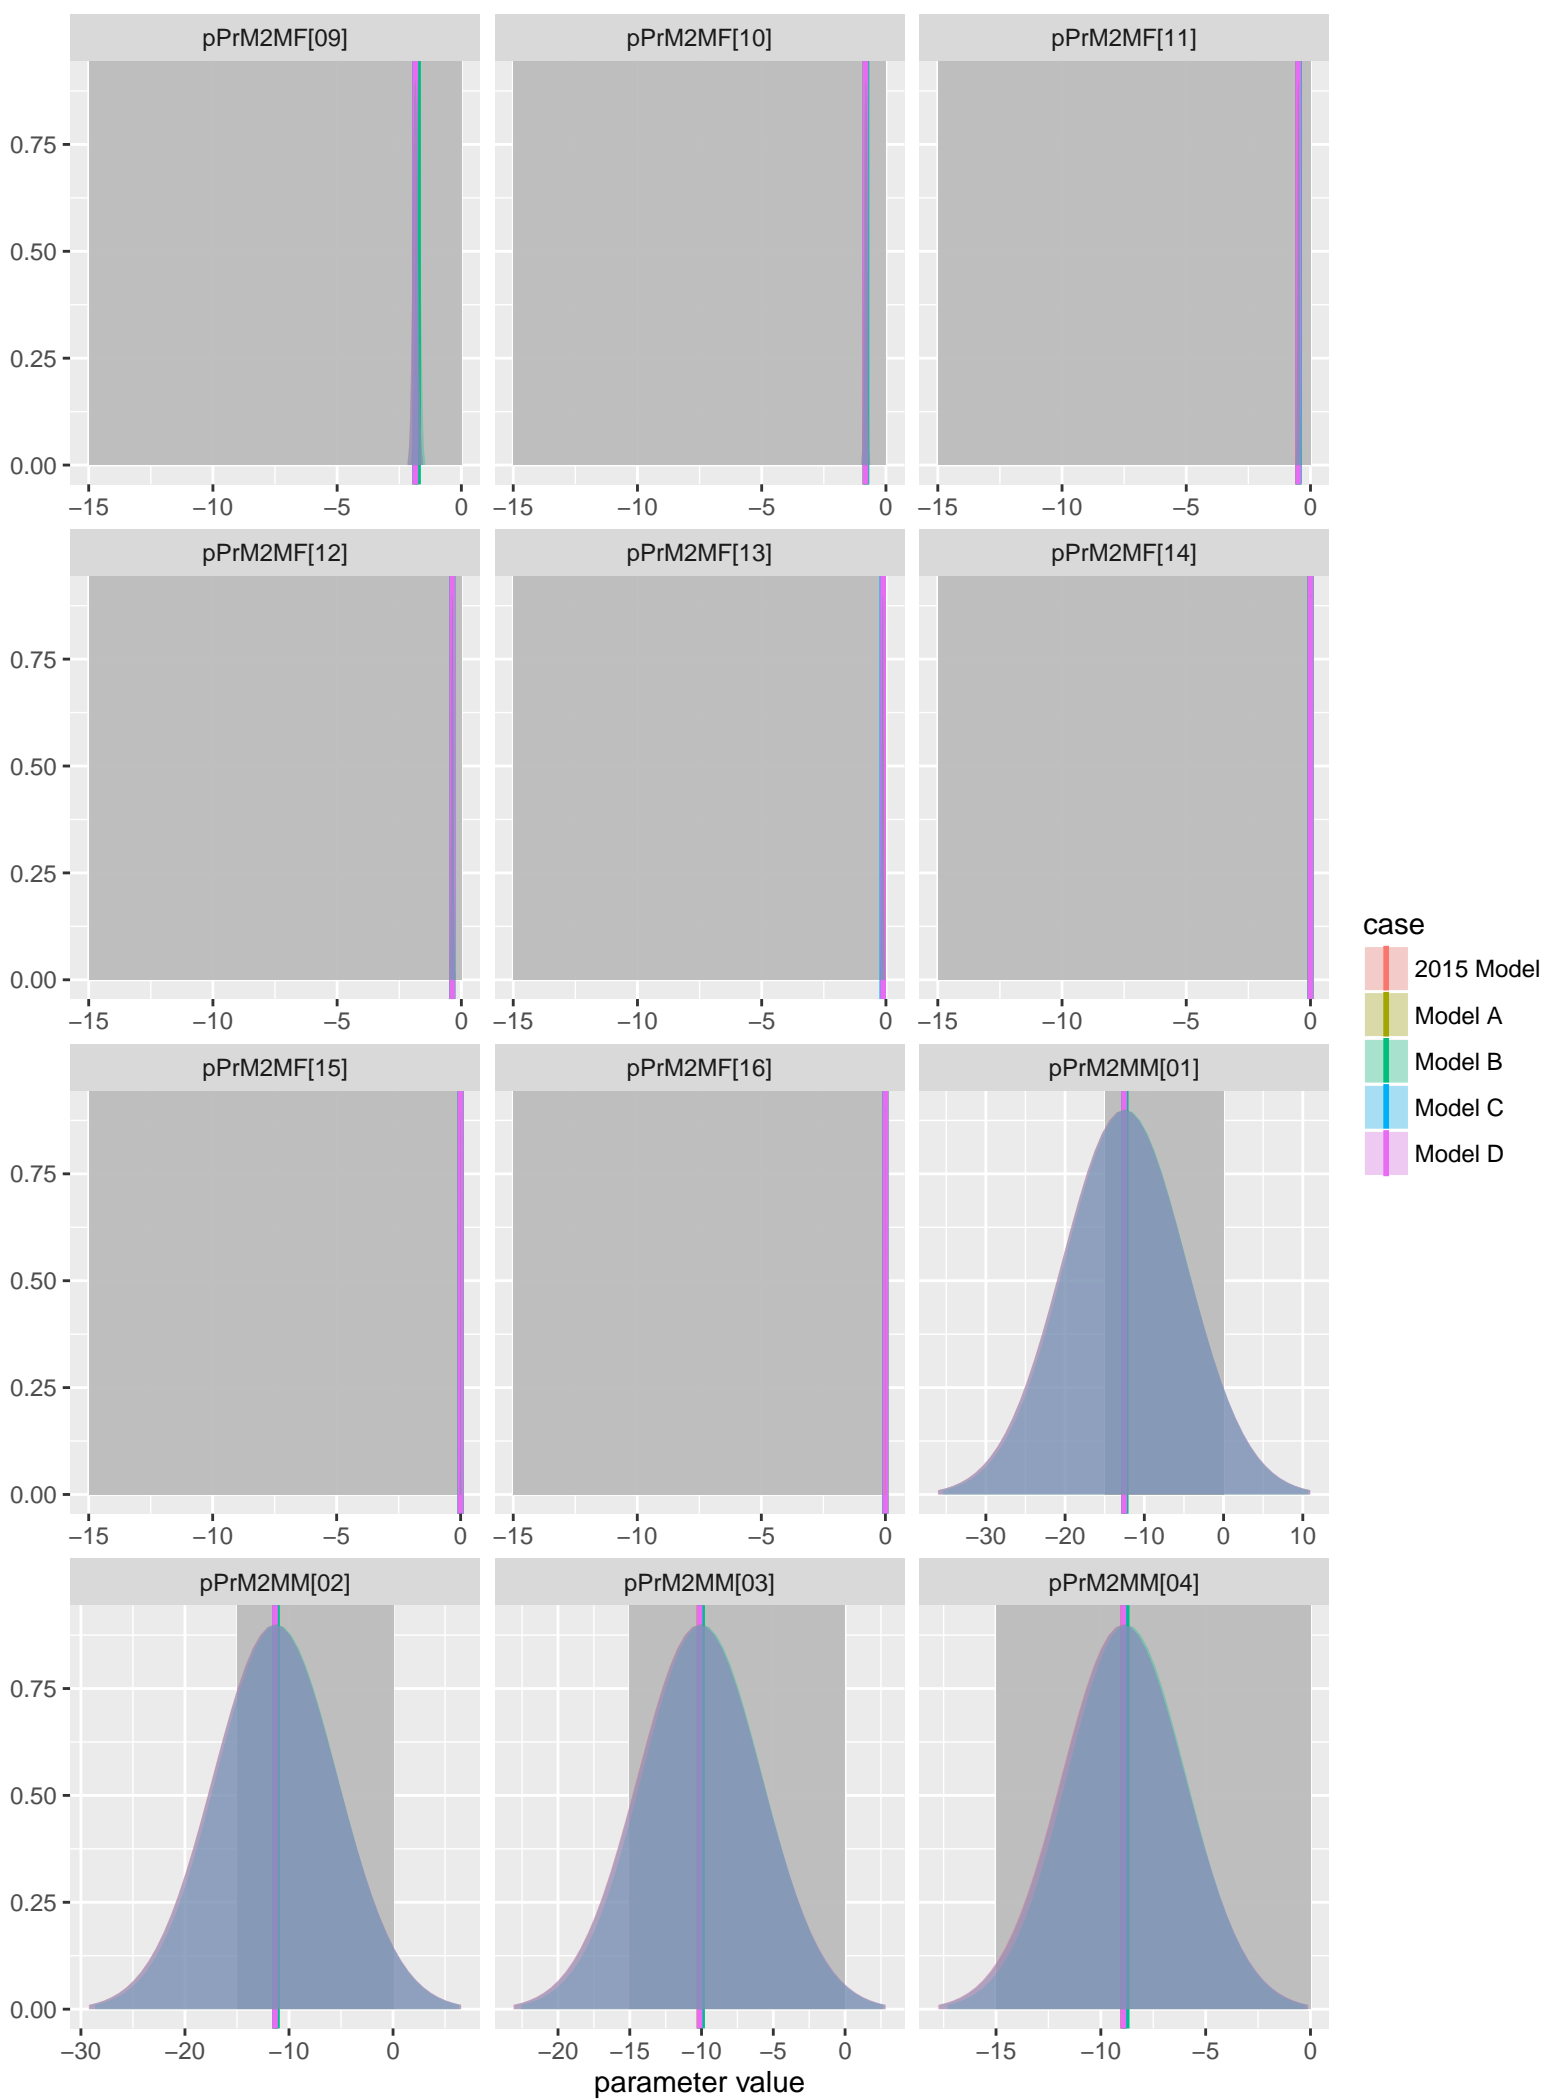 pPrM2MF[09] pPrM2MF[10] pPrM2MF[11]
0.75
0.50
0.25
0.00
−15 −10 −5 0 −15 −10 −5 0 −15 −10 −5 0
pPrM2MF[12] pPrM2MF[13] pPrM2MF[14]
0.75
0.50
0.25
0.00
−15 −10 −5 0 −15 −10 −5 0 −15 −10 −5 0
pPrM2MF[15] pPrM2MF[16] pPrM2MM[01]
0.75
0.50
0.25
0.00
−15 −10 −5 0 −15 −10 −5 0 −30 −20 −10 0 10
pPrM2MM[02] pPrM2MM[03] pPrM2MM[04]
0.75
0.50
0.25
0.00
−30 −20 −10 0 −20 −15 −10 −5 0 −15 −10 −5 0
parameter value
case
2015 Model
Model A
Model B
Model C
Model D